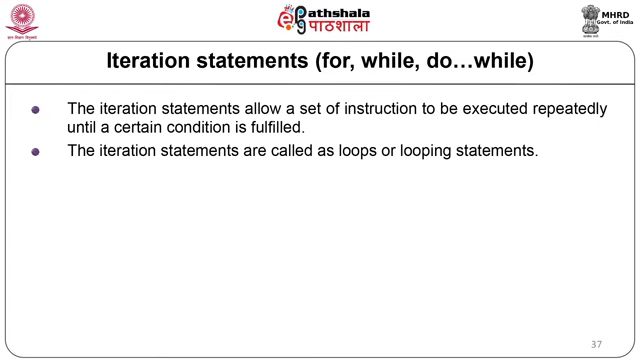 ePathshala
पाठशाला
MHRD
Govt. of India
Iteration statements (for, while, do…while)
The iteration statements allow a set of instruction to be executed repeatedly
until a certain condition is fulfilled.
The iteration statements are called as loops or looping statements.
37